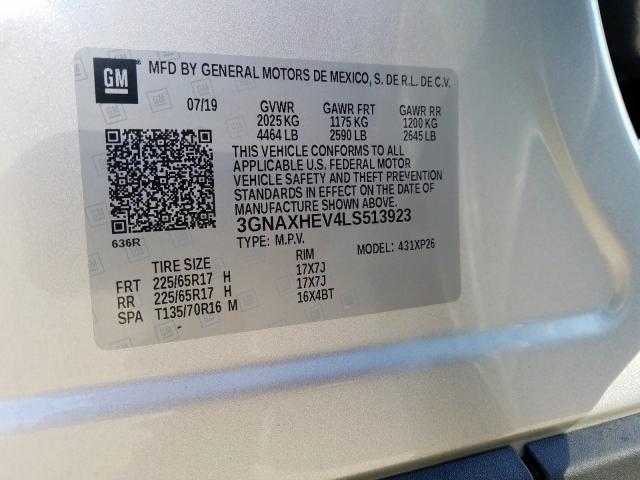 GM MFD BY GENERAL MOTORS DE MEXICO, S. DE R.L. DE C.V.
07/19 GVWR GAWR FRT GAWR RR
2025 KG 1175 KG 1200 KG
4464 LB 2590 LB 2645 LB
THIS VEHICLE CONFORMS TO ALL
APPLICABLE U.S. FEDERAL MOTOR
VEHICLE SAFETY AND THEFT PREVENTION
STANDARDS IN EFFECT ON THE DATE OF
MANUFACTURE SHOWN ABOVE.
3GNAXHEV4LS513923
636R TYPE: M.P.V. MODEL: 431XP26
TIRE SIZE RIM
FRT 225/65R17 H 17X7J
RR 225/65R17 H 17X7J
SPA T135/70R16 M 16X4BT